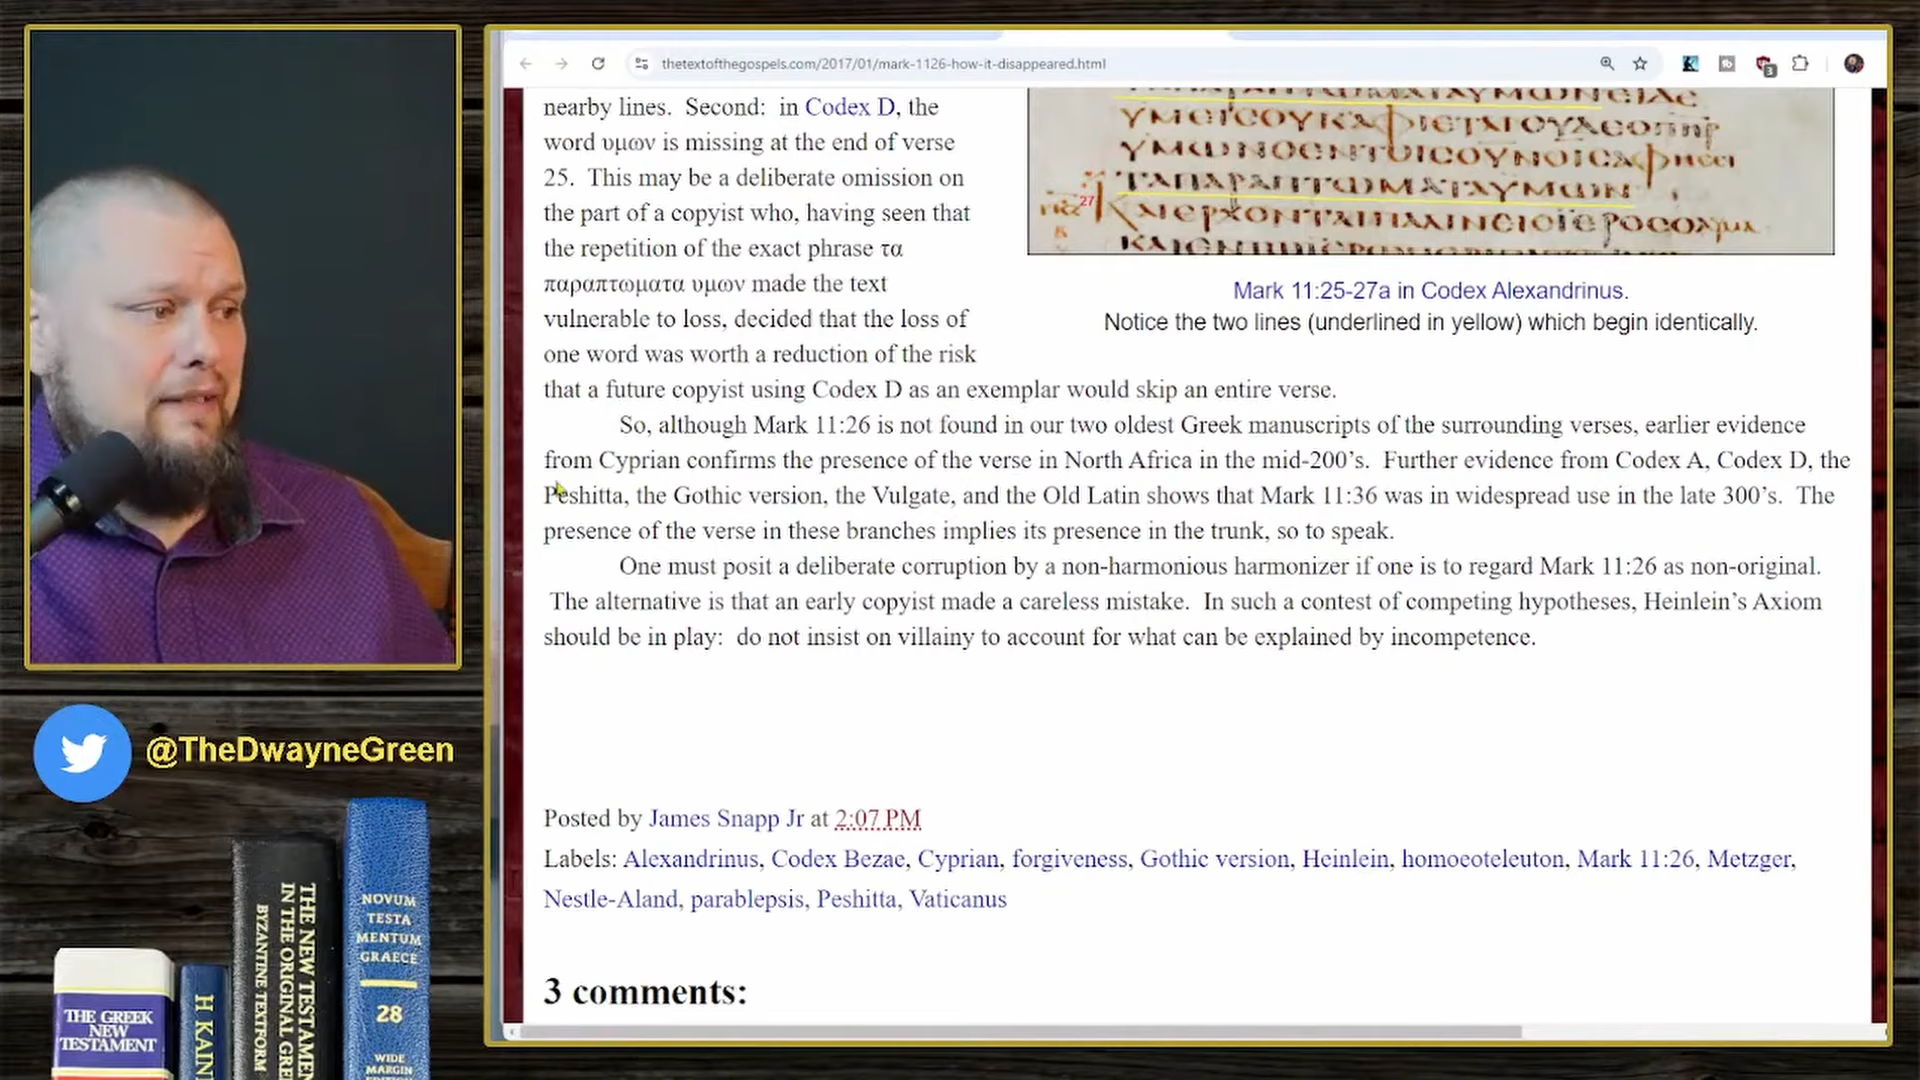 thetextofthegospels.com/2017/01/mark-1126-how-it-disappeared.html
3
nearby lines.  Second:  in Codex D, the
word υμων is missing at the end of verse
25.  This may be a deliberate omission on
the part of a copyist who, having seen that
the repetition of the exact phrase τα
παραπτωματα υμων made the text
vulnerable to loss, decided that the loss of
one word was worth a reduction of the risk
that a future copyist using Codex D as an exemplar would skip an entire verse.
ΤΑΠΑΡΑΠΤΩΜΑΤΑΥΜΩΝ
27
Mark 11:25-27a in Codex Alexandrinus.
Notice the two lines (underlined in yellow) which begin identically.
So, although Mark 11:26 is not found in our two oldest Greek manuscripts of the surrounding verses, earlier evidence
from Cyprian confirms the presence of the verse in North Africa in the mid-200’s.  Further evidence from Codex A, Codex D, the
Peshitta, the Gothic version, the Vulgate, and the Old Latin shows that Mark 11:36 was in widespread use in the late 300’s.  The
presence of the verse in these branches implies its presence in the trunk, so to speak.
One must posit a deliberate corruption by a non-harmonious harmonizer if one is to regard Mark 11:26 as non-original.
The alternative is that an early copyist made a careless mistake.  In such a contest of competing hypotheses, Heinlein’s Axiom
should be in play:  do not insist on villainy to account for what can be explained by incompetence.
Posted by James Snapp Jr at 2:07 PM
Labels: Alexandrinus, Codex Bezae, Cyprian, forgiveness, Gothic version, Heinlein, homoeoteleuton, Mark 11:26, Metzger,
Nestle-Aland, parablepsis, Peshitta, Vaticanus
3 comments:
@TheDwayneGreen
THE GREEK
NEW
TESTAMENT
THE NEW
IN THE ORIGINAL
BYZANTINE TEXTFORM
NOVUM
TESTA
MENTUM
GRAECE
28
WIDE
MARGIN